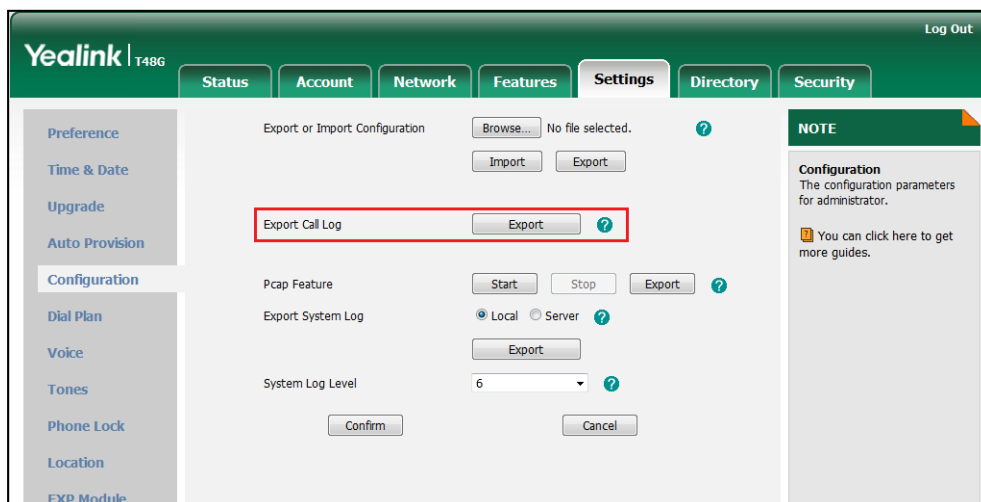 Log Out
Yealink | T48G
Status Account Network Features Settings Directory Security
Preference
Time & Date
Upgrade
Auto Provision
Configuration
Dial Plan
Voice
Tones
Phone Lock
Location
EXP Module
Export or Import Configuration Browse... No file selected. ?
Import Export
Export Call Log Export ?
Pcap Feature Start Stop Export ?
Export System Log Local Server ?
Export
System Log Level 6 ?
Confirm Cancel
NOTE
Configuration
The configuration parameters
for administrator.
? You can click here to get
more guides.